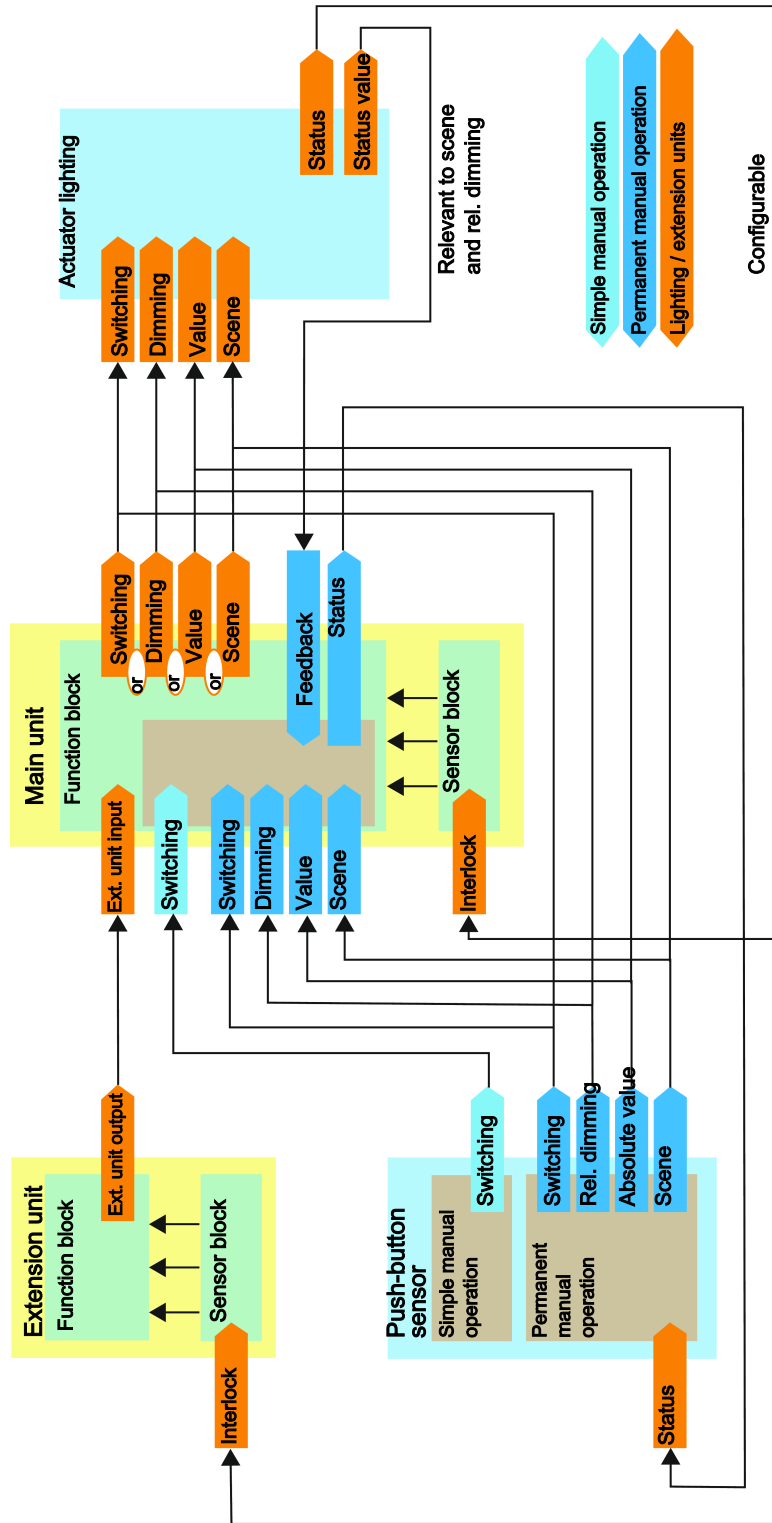 Extension unit
Function block
Ext. unit output
Sensor block
Interlock
Push-button
sensor
Simple manual
operation
Switching
Permanent
manual
operation
Switching
Rel. dimming
Absolute value
Scene
Status
Main unit
Function block
Ext. unit input
Switching
Switching
Dimming
Value
Scene
Switching
or
Dimming
or
Value
or
Scene
Feedback
Status
Sensor block
Interlock
Actuator lighting
Switching
Dimming
Value
Scene
Status
Status value
Relevant to scene
and rel. dimming
Simple manual operation
Permanent manual operation
Lighting / extension units
Configurable